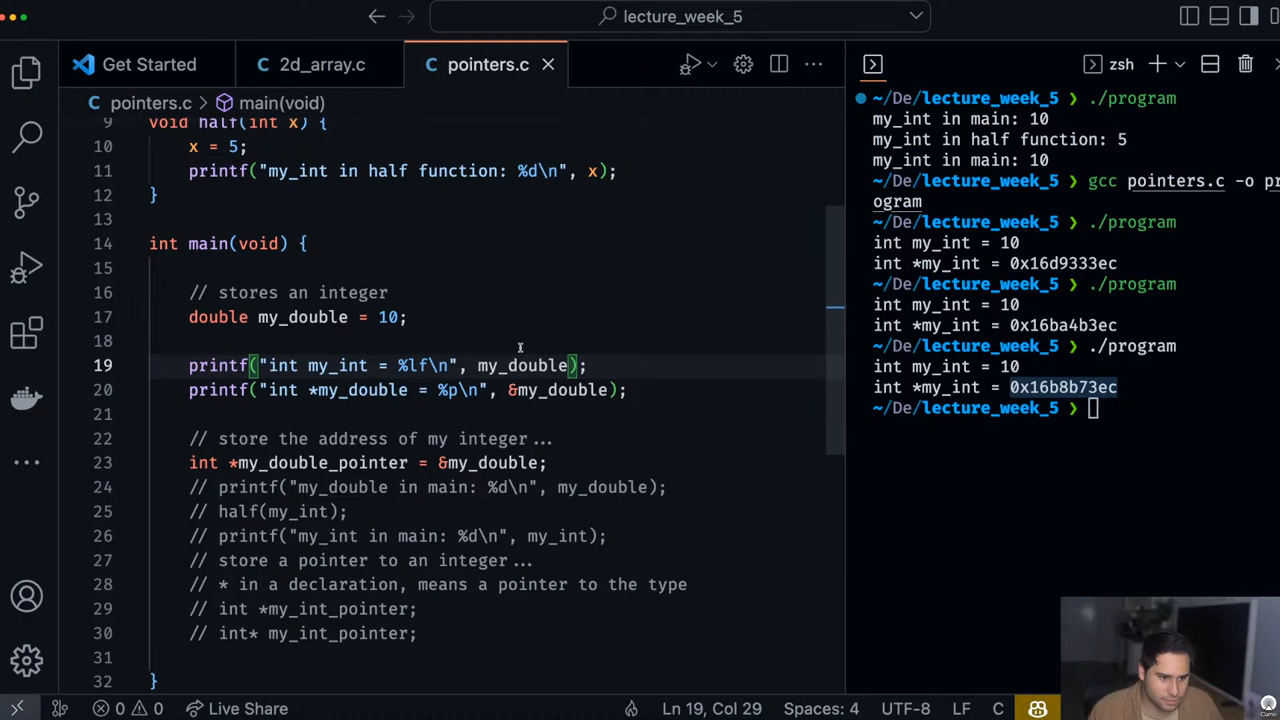 lecture_week_5
Get Started
C 2d_array.c
C pointers.c
zsh
C pointers.c > main(void)
9 void half(int x) {
10 x = 5;
11 printf("my_int in half function: %d\n", x);
12 }
13
14 int main(void) {
15
16 // stores an integer
17 double my_double = 10;
18
19 printf("int my_int = %lf\n", my_double);
20 printf("int *my_double = %p\n", &my_double);
21
22 // store the address of my integer...
23 int *my_double_pointer = &my_double;
24 // printf("my_double in main: %d\n", my_double);
25 // half(my_int);
26 // printf("my_int in main: %d\n", my_int);
27 // store a pointer to an integer...
28 // * in a declaration, means a pointer to the type
29 // int *my_int_pointer;
30 // int* my_int_pointer;
31
32 }
~/De/lecture_week_5 ❯ ./program
my_int in main: 10
my_int in half function: 5
my_int in main: 10
~/De/lecture_week_5 ❯ gcc pointers.c -o pr
ogram
~/De/lecture_week_5 ❯ ./program
int my_int = 10
int *my_int = 0x16d9333ec
~/De/lecture_week_5 ❯ ./program
int my_int = 10
int *my_int = 0x16ba4b3ec
~/De/lecture_week_5 ❯ ./program
int my_int = 10
int *my_int = 0x16b8b73ec
~/De/lecture_week_5 ❯
0 0 Live Share Ln 19, Col 29 Spaces: 4 UTF-8 LF C
Camo